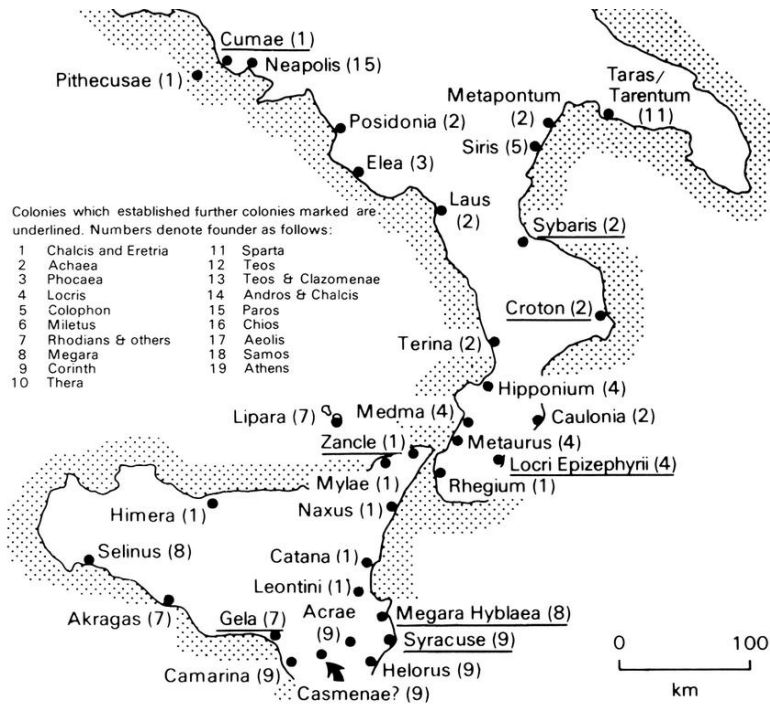 Cumae (1)
Neapolis (15)
Pithecusae (1)
Taras/
Tarentum
(11)
Metapontum
(2)
Siris (5)
Posidonia (2)
Elea (3)
Laus
(2)
Sybaris (2)
Colonies which established further colonies marked are
underlined. Numbers denote founder as follows:
1 Chalcis and Eretria
2 Achaea
3 Phocaea
4 Locris
5 Colophon
6 Miletus
7 Rhodians & others
8 Megara
9 Corinth
10 Thera
11 Sparta
12 Teos
13 Teos & Clazomenae
14 Andros & Chalcis
15 Paros
16 Chios
17 Aeolis
18 Samos
19 Athens
Croton (2)
Terina (2)
Hipponium (4)
Lipara (7)
Medma (4)
Caulonia (2)
Zancle (1)
Metaurus (4)
Locri Epizephyrii (4)
Mylae (1)
Rhegium (1)
Himera (1)
Naxus (1)
Selinus (8)
Catana (1)
Leontini (1)
Akragas (7)
Gela (7)
Acrae
(9)
Megara Hyblaea (8)
Syracuse (9)
Camarina (9)
Helorus (9)
Casmenae? (9)
0 100
km